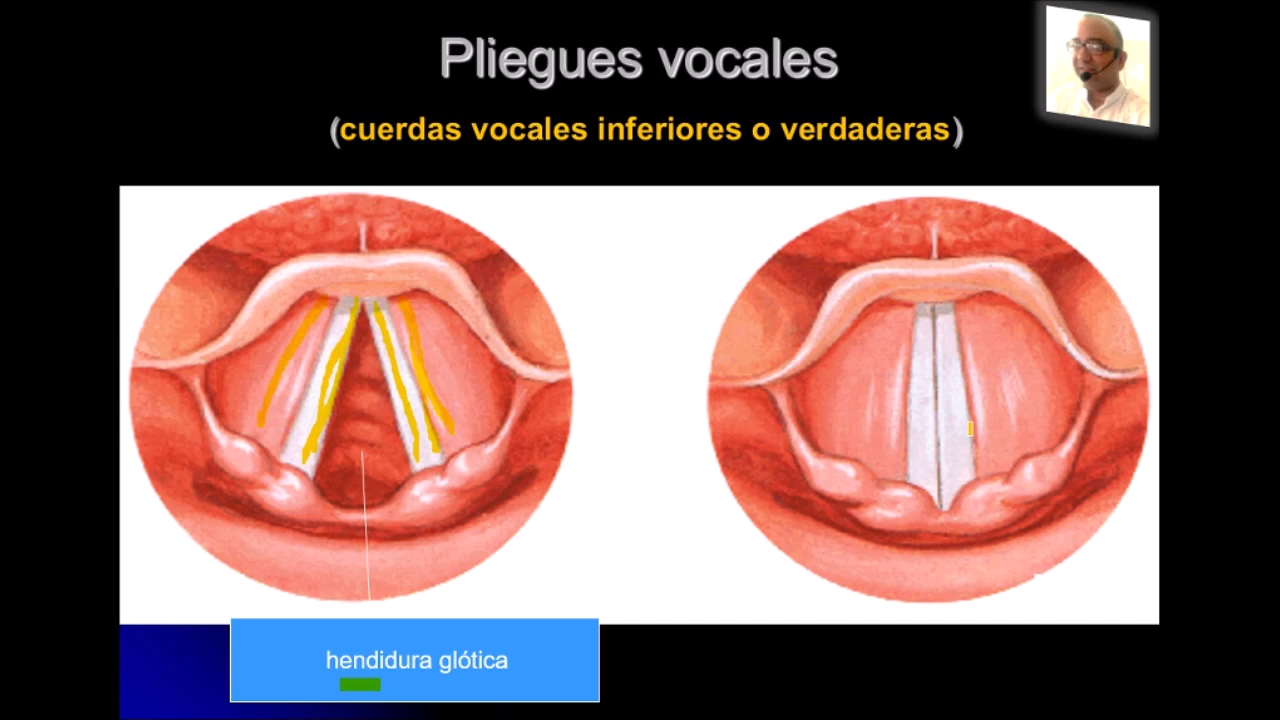 Pliegues vocales
(cuerdas vocales inferiores o verdaderas)
hendidura glótica